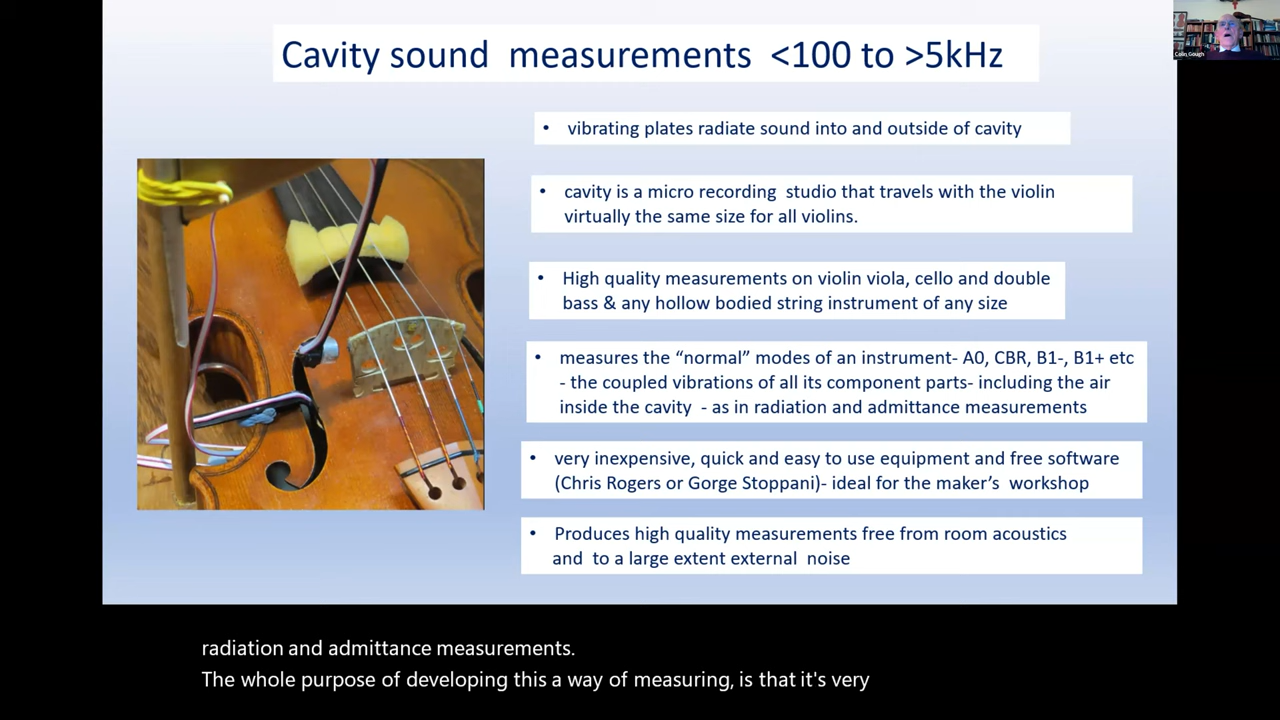 Cavity sound measurements <100 to >5kHz
Colin Gough
• vibrating plates radiate sound into and outside of cavity
• cavity is a micro recording studio that travels with the violin
virtually the same size for all violins.
• High quality measurements on violin viola, cello and double
bass & any hollow bodied string instrument of any size
• measures the “normal” modes of an instrument- A0, CBR, B1-, B1+ etc
- the coupled vibrations of all its component parts- including the air
inside the cavity - as in radiation and admittance measurements
• very inexpensive, quick and easy to use equipment and free software
(Chris Rogers or Gorge Stoppani)- ideal for the maker’s workshop
• Produces high quality measurements free from room acoustics
and to a large extent external noise
radiation and admittance measurements.
The whole purpose of developing this a way of measuring, is that it's very